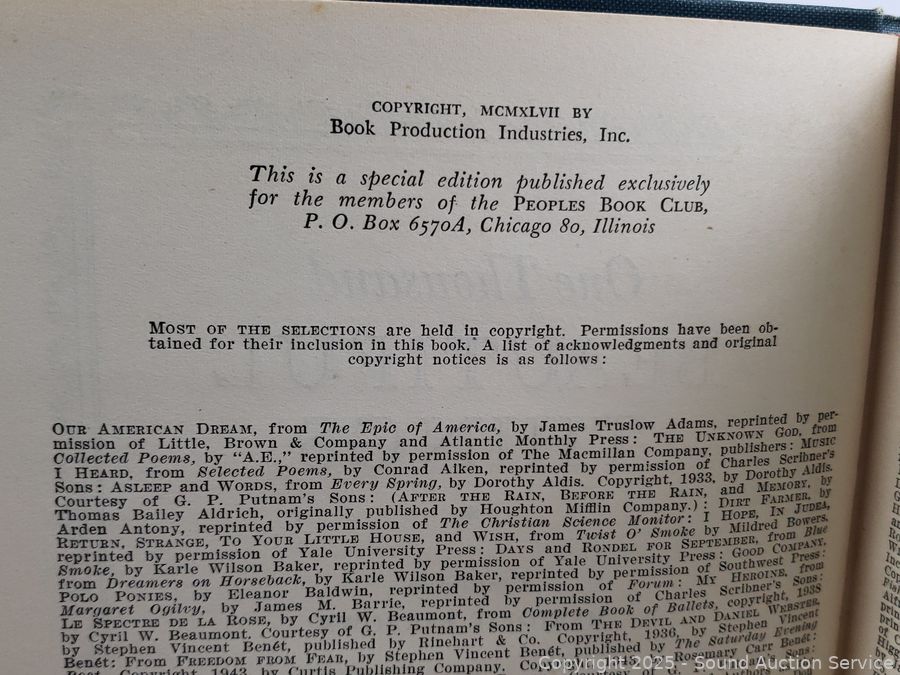 COPYRIGHT, MCMXLVII BY
Book Production Industries, Inc.
This is a special edition published exclusively
for the members of the PEOPLES BOOK CLUB,
P. O. Box 6570A, Chicago 80, Illinois
MOST OF THE SELECTIONS are held in copyright. Permissions have been ob-
tained for their inclusion in this book. A list of acknowledgments and original
copyright notices is as follows:
OUR AMERICAN DREAM, from The Epic of America, by James Truslow Adams, reprinted by per-
mission of Little, Brown & Company and Atlantic Monthly Press: THE UNKNOWN GOD, from
Collected Poems, by "A.E.," reprinted by permission of The Macmillan Company, publishers: MUSIC
I HEARD, from Selected Poems, by Conrad Aiken, reprinted by permission of Charles Scribner's
Sons: ASLEEP and WORDS, from Every Spring, by Dorothy Aldis. Copyright, 1933, by Dorothy Aldis.
Courtesy of G. P. Putnam's Sons: (AFTER THE RAIN, BEFORE THE RAIN, and MEMORY, by
Thomas Bailey Aldrich, originally published by Houghton Mifflin Company.): DIRT FARMER, by
Arden Antony, reprinted by permission of The Christian Science Monitor: I HOPE, IN JUDEA,
RETURN, STRANGE, TO YOUR LITTLE HOUSE, and WISH, from Twist O' Smoke by Mildred Bowers,
reprinted by permission of Yale University Press: DAYS and RONDEL FOR SEPTEMBER, from Blue
Smoke, by Karle Wilson Baker, reprinted by permission of Yale University Press: GOOD COMPANY,
from Dreamers on Horseback, by Karle Wilson Baker, reprinted by permission of Southwest Press:
POLO PONIES, by Eleanor Baldwin, reprinted by permission of Forum: MY HEROINE, from
Margaret Ogilvy, by James M. Barrie, reprinted by permission of Charles Scribner's Sons:
LE SPECTRE DE LA ROSE, by Cyril W. Beaumont, from Complete Book of Ballets, copyright, 1938
by Cyril W. Beaumont. Courtesy of G. P. Putnam's Sons: From THE DEVIL AND DANIEL WEBSTER,
by Stephen Vincent Benét, published by Rinehart & Co. Copyright, 1936, by Stephen Vincent
Benét: From FREEDOM FROM FEAR, by Stephen Vincent Benét, published by The Saturday Evening
Post. Copyright, 1943, by Curtis Publishing Company. Rosemary Carr Benét:
Copyright 2025 - Sound Auction Service